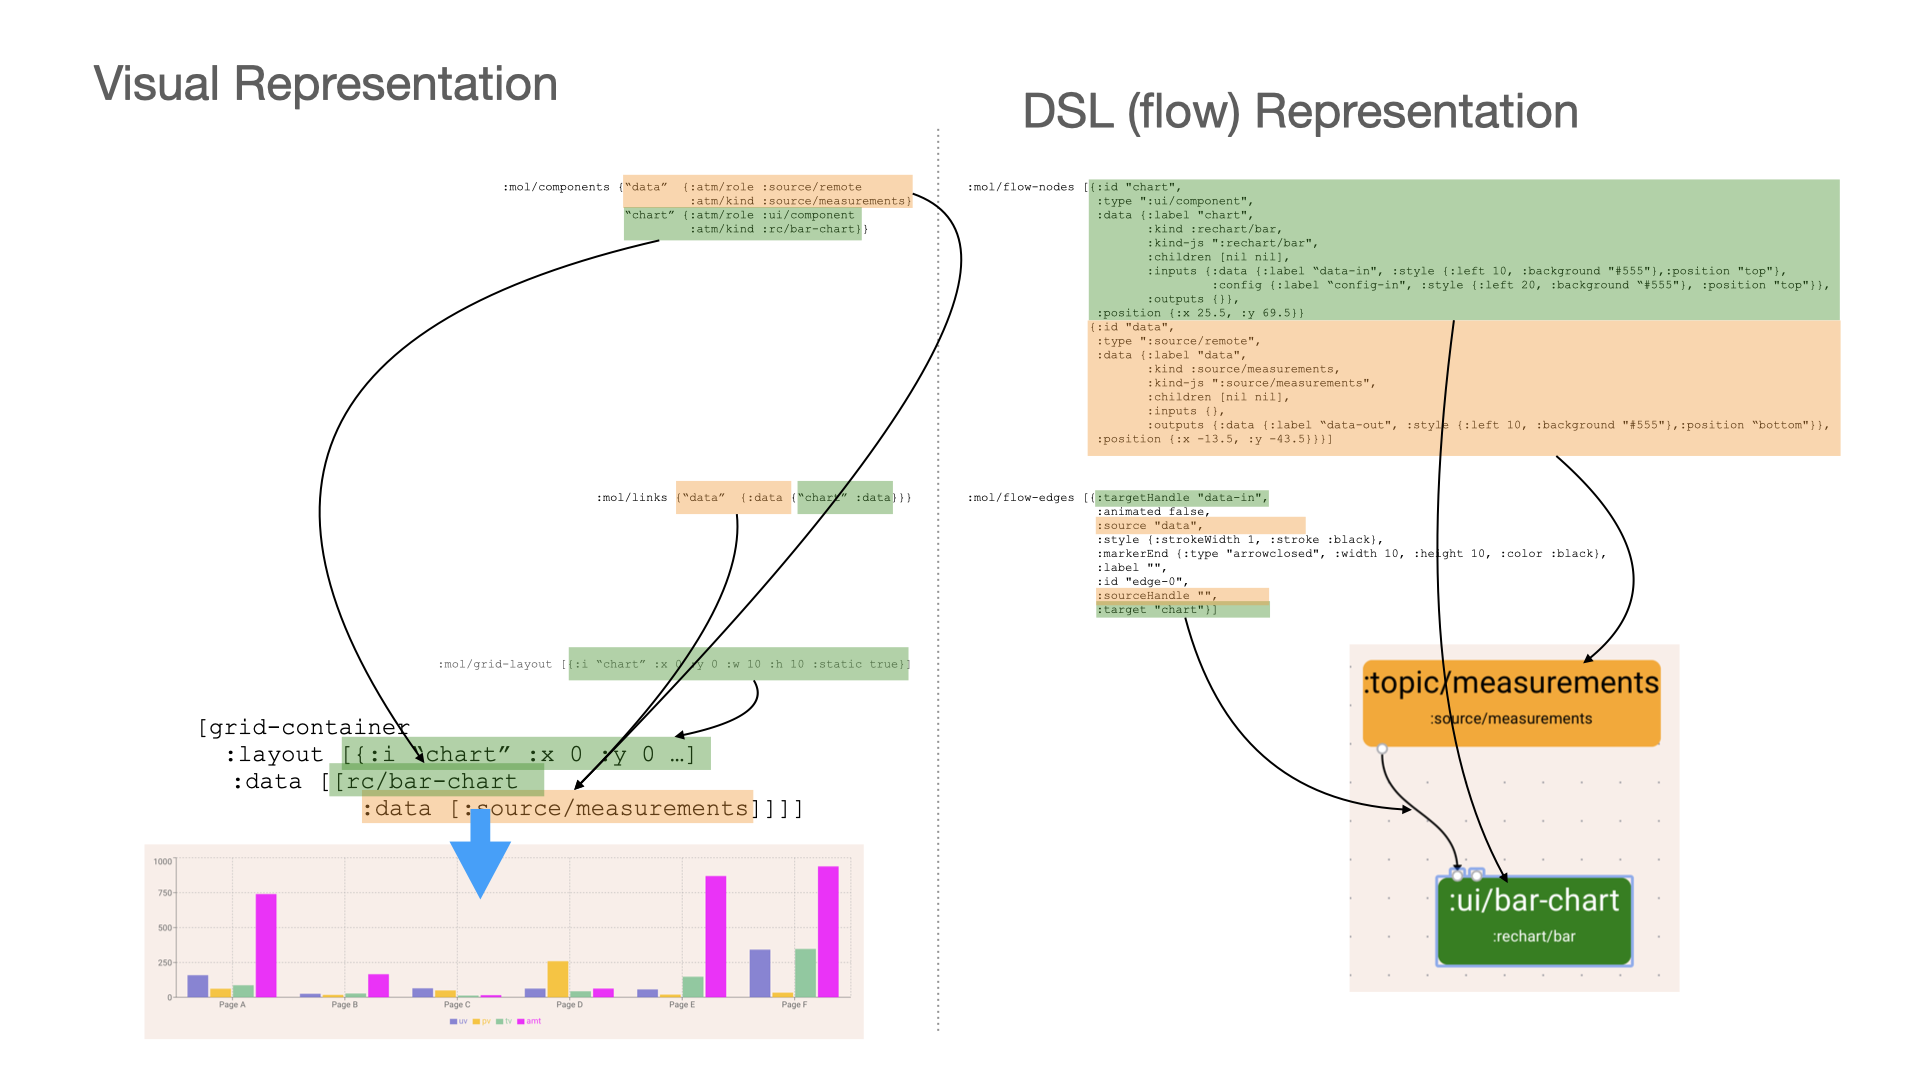 Visual Representation
:mol/components {“data”  {:atm/role :source/remote
:atm/kind :source/measurements}
“chart” {:atm/role :ui/component
:atm/kind :rc/bar-chart}}
:mol/links {“data”  {:data {“chart” :data}}}
:mol/grid-layout [{:i “chart” :x 0 :y 0 :w 10 :h 10 :static true}]
[grid-container
:layout [{:i “chart” :x 0 :y 0 …]
:data [[rc/bar-chart
:data [:source/measurements]]]]
1000
750
500
250
0
Page A
Page B
Page C
Page D
Page E
Page F
uv pv tv amt
DSL (flow) Representation
:mol/flow-nodes [{:id "chart",
:type ":ui/component",
:data {:label "chart",
:kind :rechart/bar,
:kind-js ":rechart/bar",
:children [nil nil],
:inputs {:data {:label “data-in", :style {:left 10, :background "#555"},:position "top"},
:config {:label “config-in", :style {:left 20, :background “#555"}, :position "top"}},
:outputs {}},
:position {:x 25.5, :y 69.5}}
{:id "data",
:type ":source/remote",
:data {:label "data",
:kind :source/measurements,
:kind-js ":source/measurements",
:children [nil nil],
:inputs {},
:outputs {:data {:label “data-out", :style {:left 10, :background "#555"},:position “bottom"}},
:position {:x -13.5, :y -43.5}}}]
:mol/flow-edges [{:targetHandle "data-in",
:animated false,
:source "data",
:style {:strokeWidth 1, :stroke :black},
:markerEnd {:type "arrowclosed", :width 10, :height 10, :color :black},
:label "",
:id "edge-0",
:sourceHandle "",
:target "chart"}]
:topic/measurements
:source/measurements
:ui/bar-chart
:rechart/bar